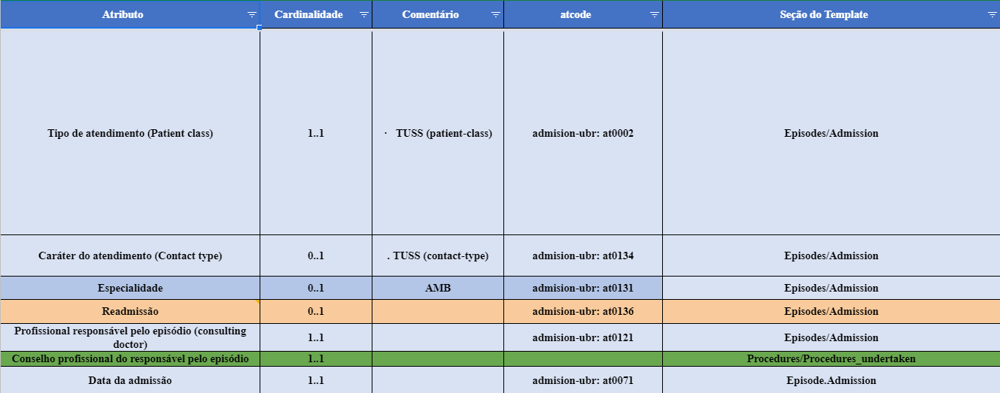 Atributo Cardinalidade Comentário atcode Seção do Template
Tipo de atendimento (Patient class) 1..1 · TUSS (patient-class) admision-ubr: at0002 Episodes/Admission
Caráter do atendimento (Contact type) 0..1 . TUSS (contact-type) admision-ubr: at0134 Episodes/Admission
Especialidade 0..1 AMB admision-ubr: at0131 Episodes/Admission
Readmissão 0..1 admision-ubr: at0136 Episodes/Admission
Profissional responsável pelo episódio (consulting
doctor) 1..1 admision-ubr: at0121 Episodes/Admission
Conselho profissional do responsável pelo episódio 1..1 Procedures/Procedures_undertaken
Data da admissão 1..1 admision-ubr: at0071 Episode.Admission